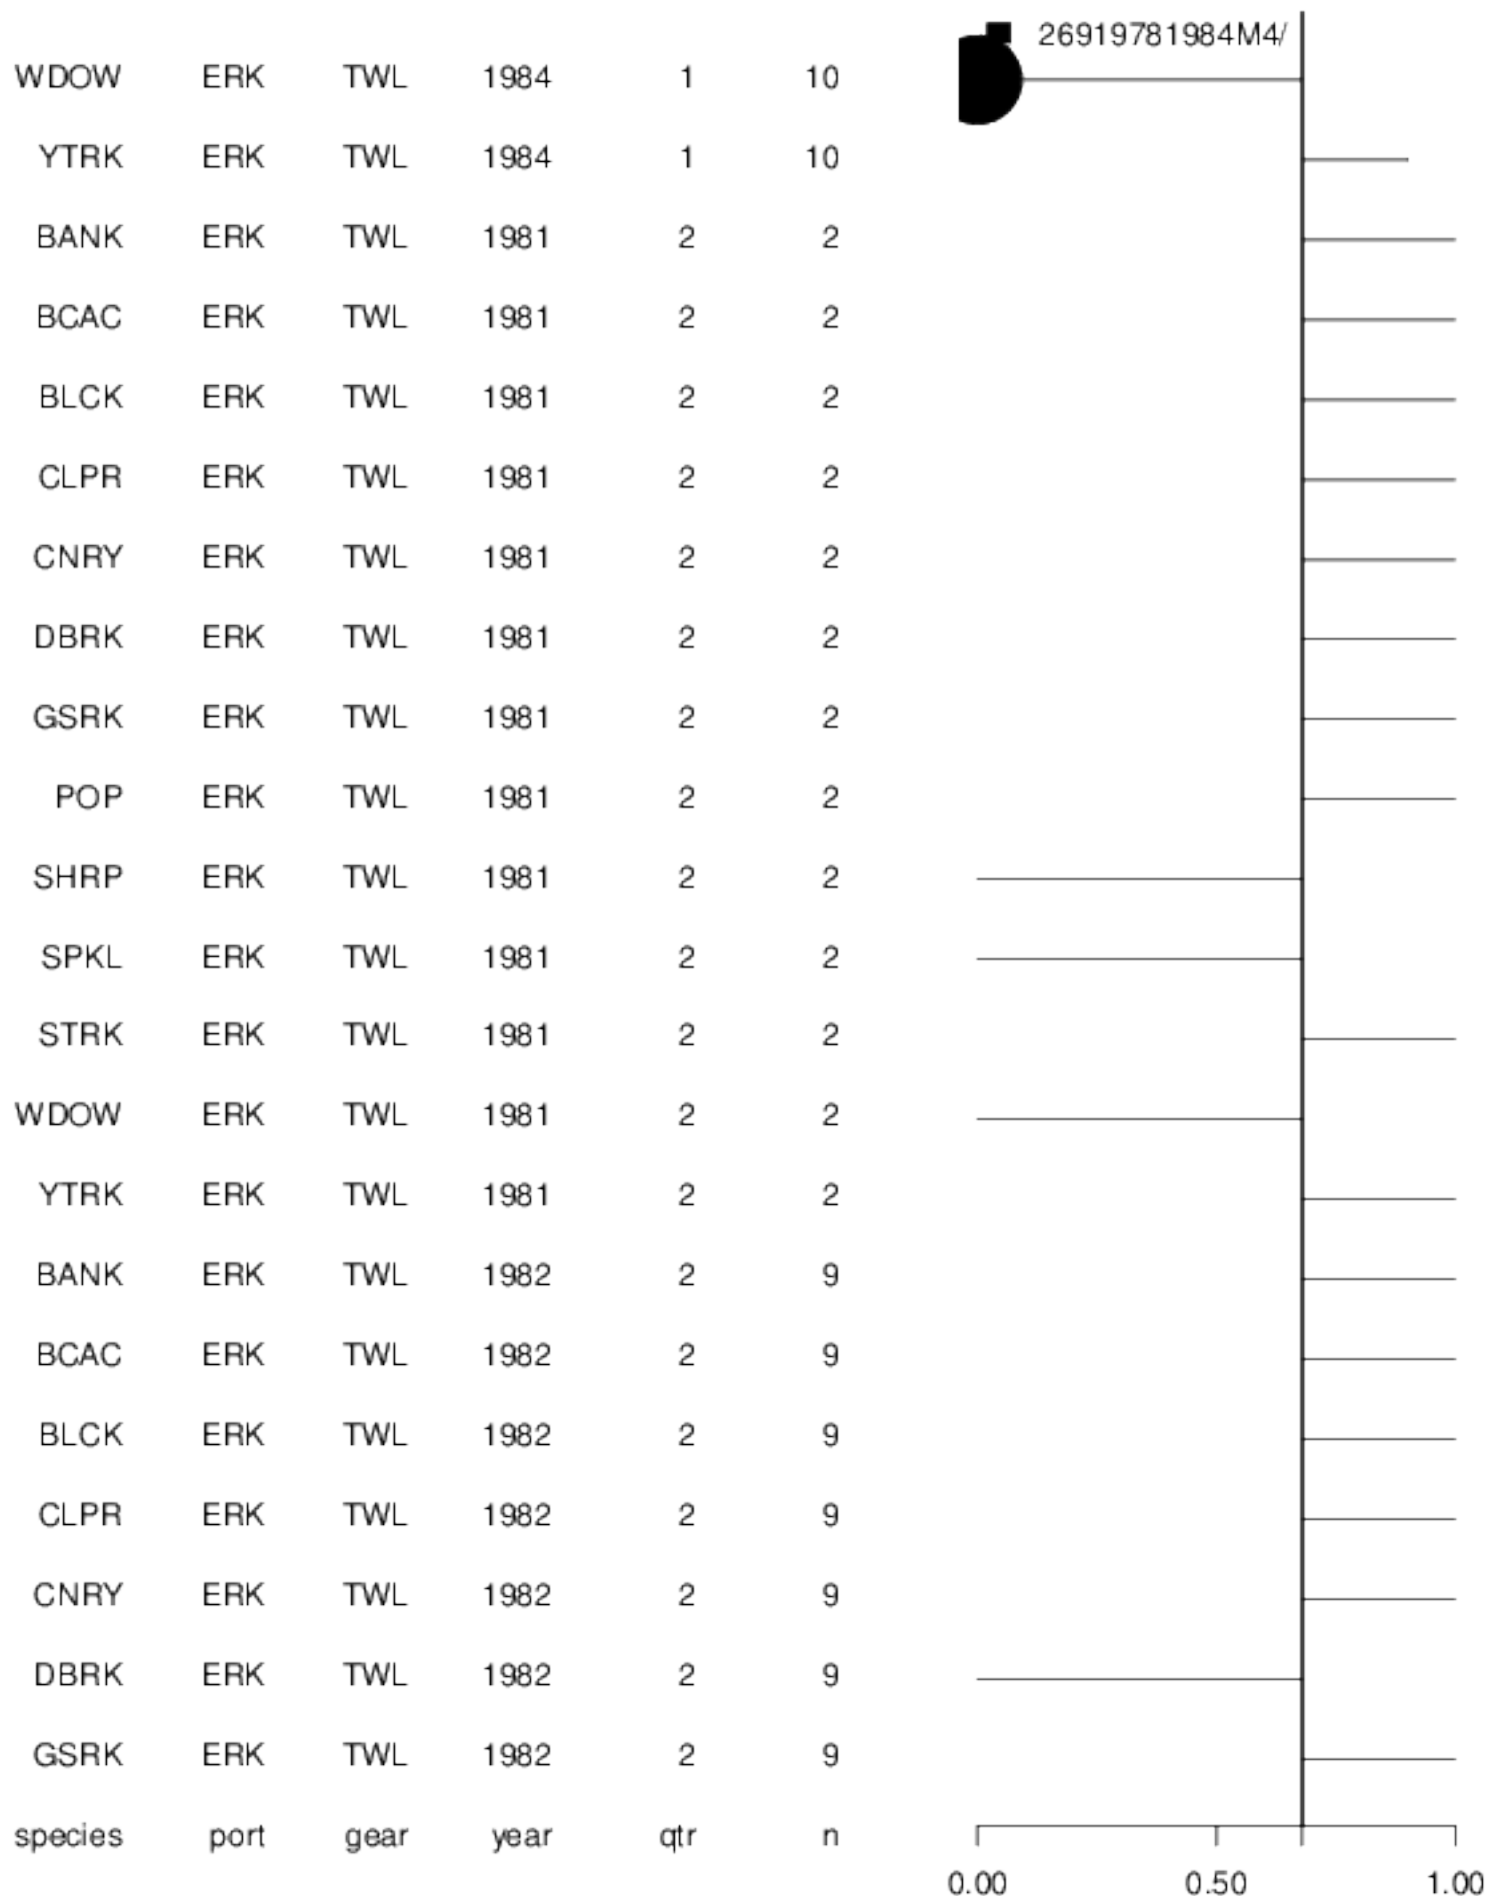 26919781984M4/
WDOW ERK TWL 1984 1 10
YTRK ERK TWL 1984 1 10
BANK ERK TWL 1981 2 2
BCAC ERK TWL 1981 2 2
BLCK ERK TWL 1981 2 2
CLPR ERK TWL 1981 2 2
CNRY ERK TWL 1981 2 2
DBRK ERK TWL 1981 2 2
GSRK ERK TWL 1981 2 2
POP ERK TWL 1981 2 2
SHRP ERK TWL 1981 2 2
SPKL ERK TWL 1981 2 2
STRK ERK TWL 1981 2 2
WDOW ERK TWL 1981 2 2
YTRK ERK TWL 1981 2 2
BANK ERK TWL 1982 2 9
BCAC ERK TWL 1982 2 9
BLCK ERK TWL 1982 2 9
CLPR ERK TWL 1982 2 9
CNRY ERK TWL 1982 2 9
DBRK ERK TWL 1982 2 9
GSRK ERK TWL 1982 2 9
species port gear year qtr n
0.00 0.50 1.00